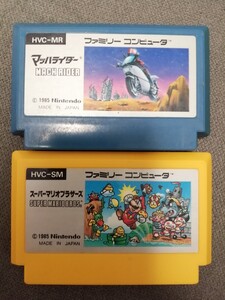 HVC-MR
ファミリー コンピュータ
マッハライダー
MACH RIDER
© 1985 Nintendo
MADE IN JAPAN
HVC-SM
ファミリー コンピュータ
スーパーマリオブラザーズ
SUPER MARIO BROS.
© 1985 Nintendo
MADE IN JAPAN